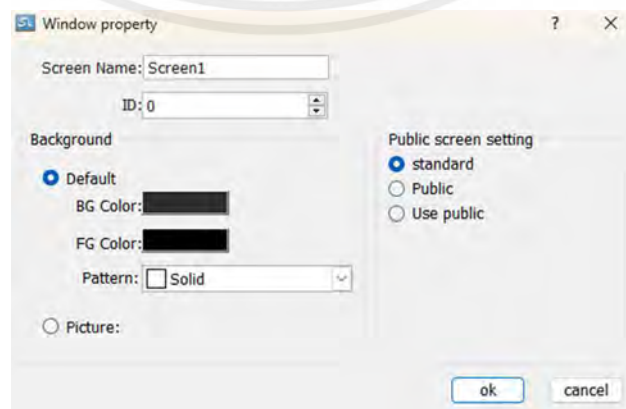 Window property
Screen Name: Screen1
ID: 0
Background
Default
BG Color:
FG Color:
Pattern: Solid
Picture:
Public screen setting
standard
Public
Use public
ok cancel